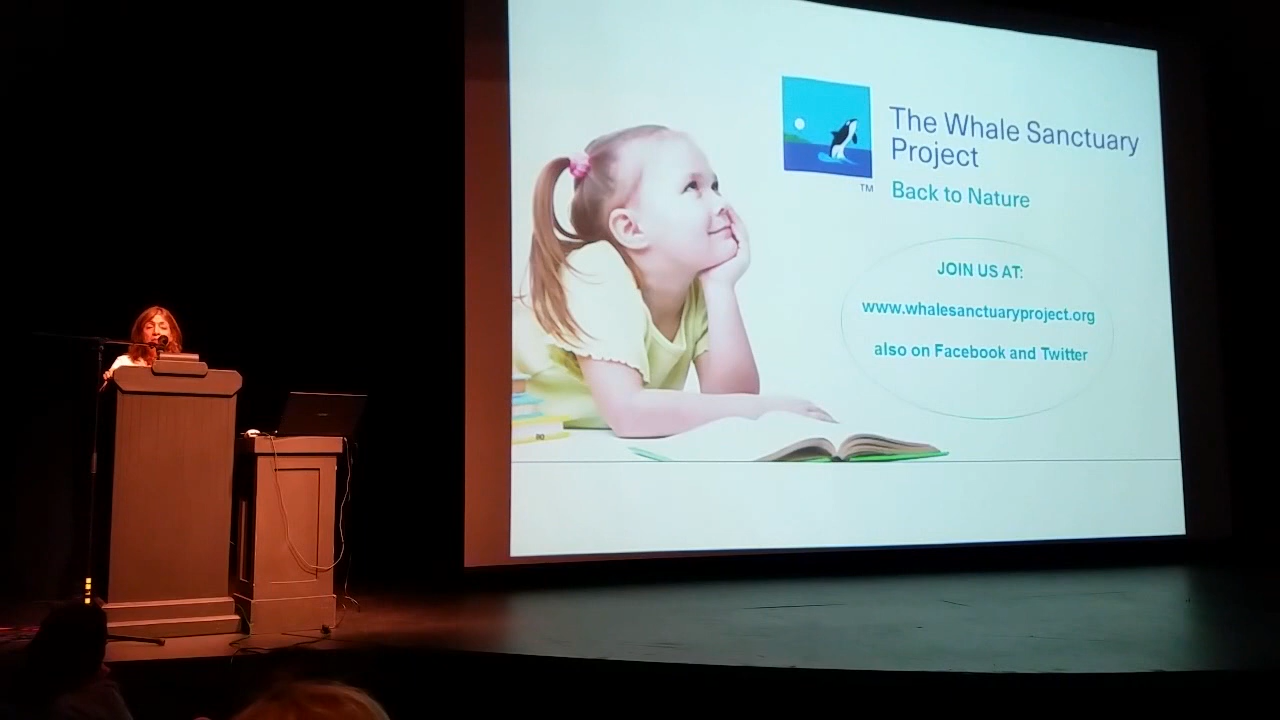 The Whale Sanctuary
Project
TM
Back to Nature
JOIN US AT:
www.whalesanctuaryproject.org
also on Facebook and Twitter